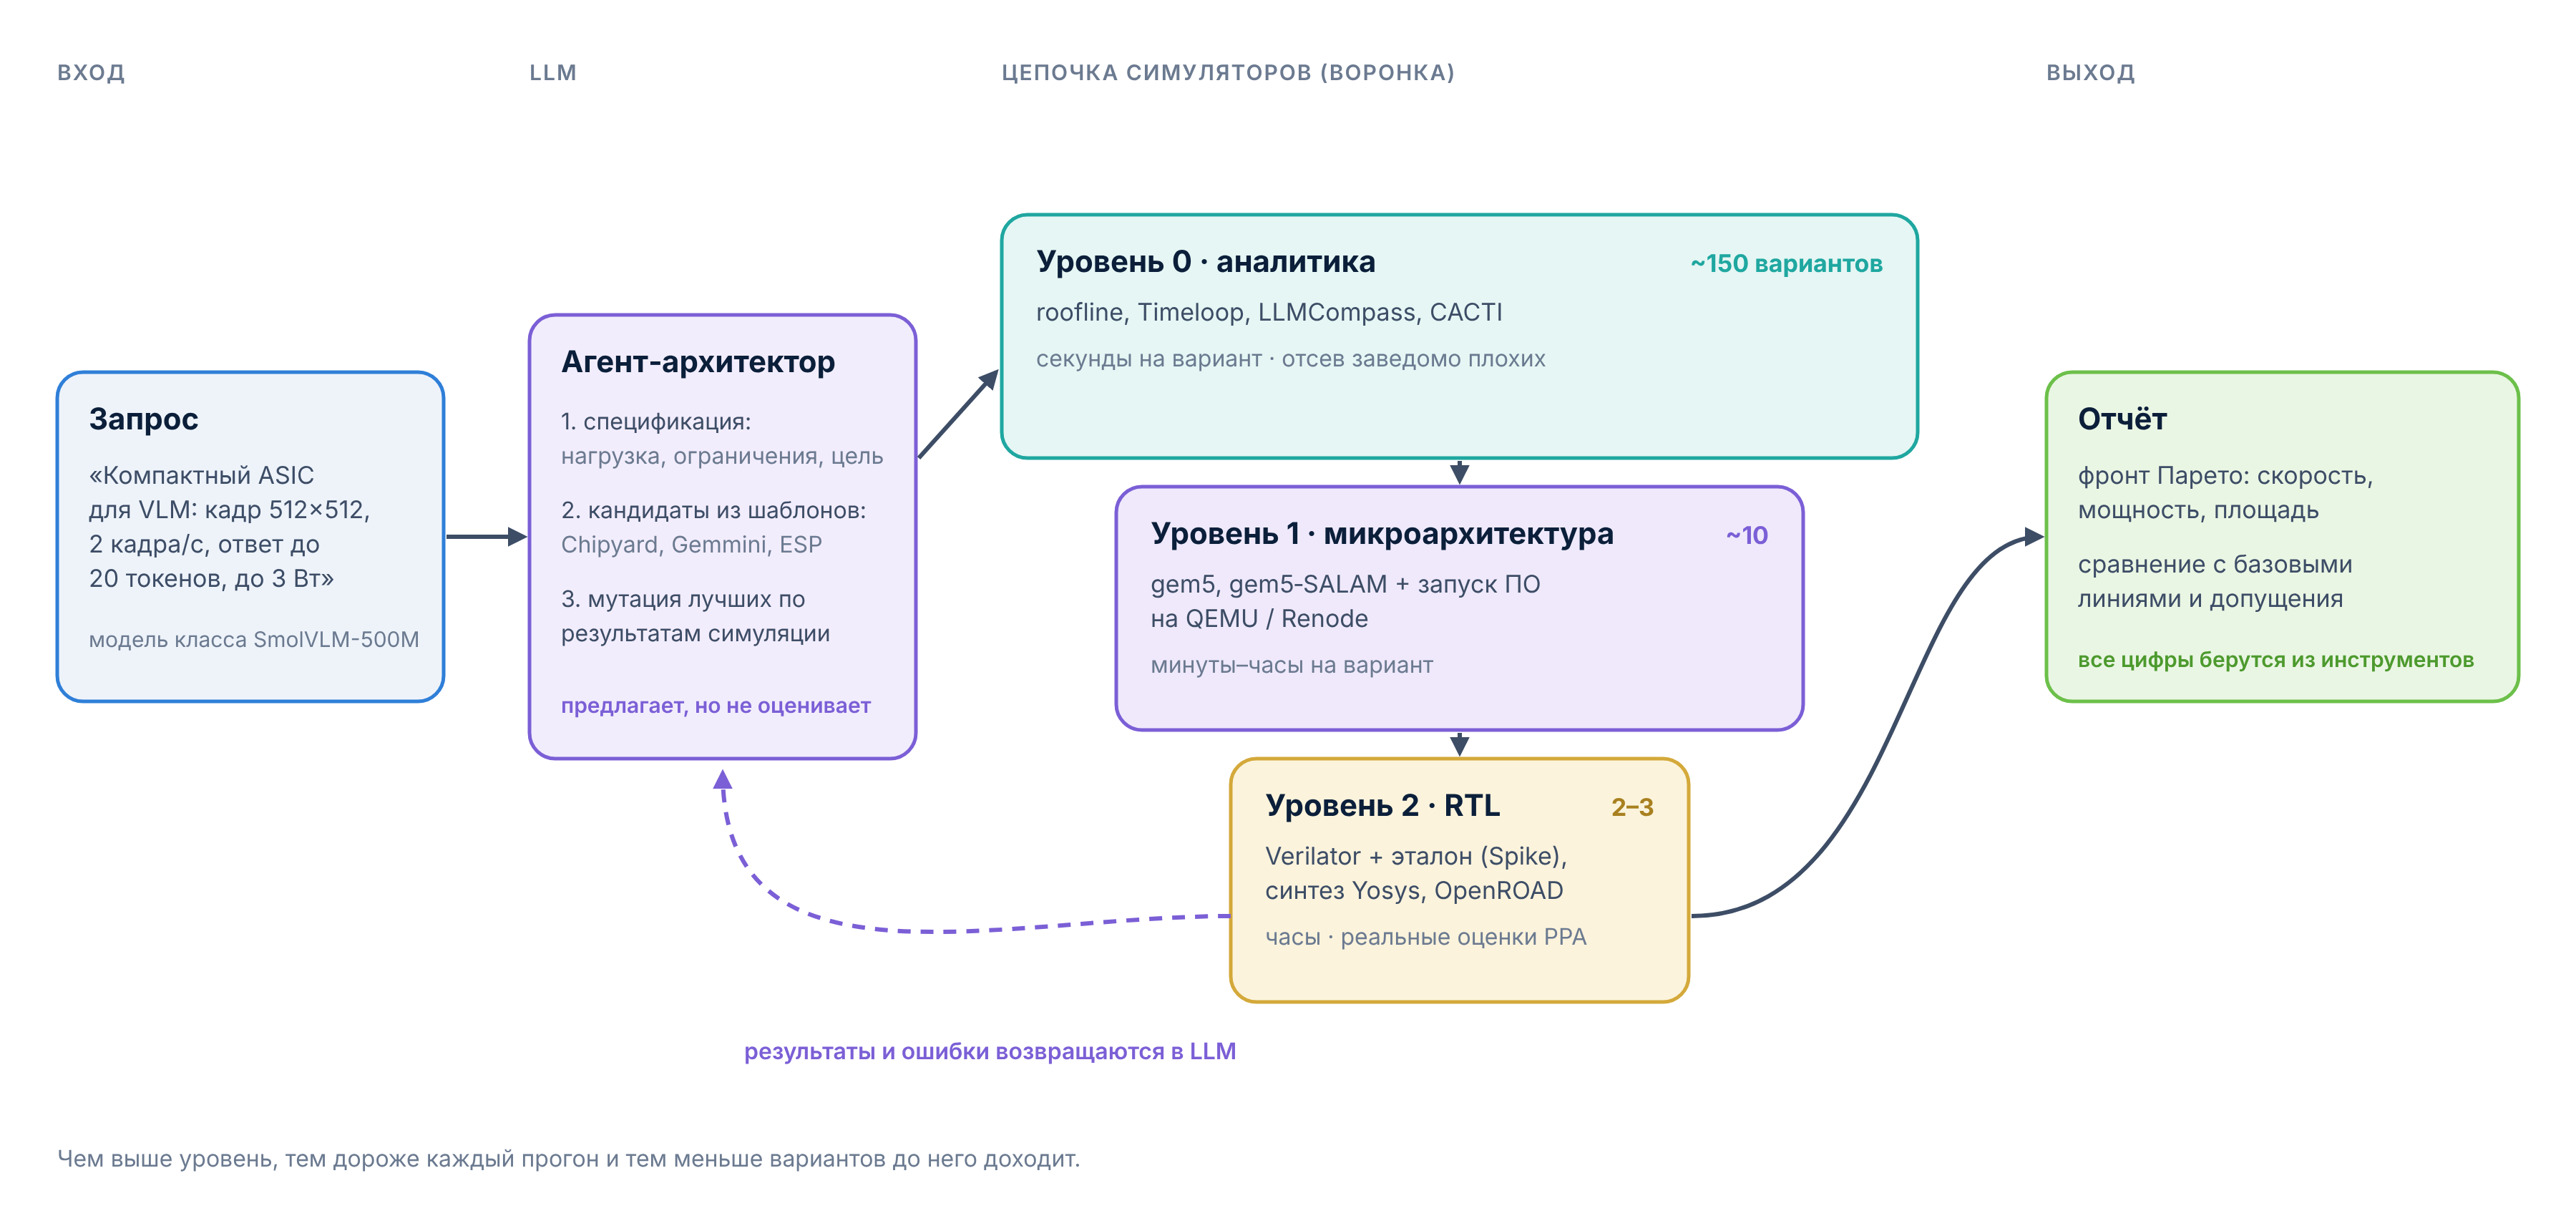 ВХОД
LLM
ЦЕПОЧКА СИМУЛЯТОРОВ (ВОРОНКА)
ВЫХОД
Запрос
«Компактный ASIC
для VLM: кадр 512×512,
2 кадра/с, ответ до
20 токенов, до 3 Вт»
модель класса SmolVLM-500M
Агент-архитектор
1. спецификация:
нагрузка, ограничения, цель
2. кандидаты из шаблонов:
Chipyard, Gemmini, ESP
3. мутация лучших по
результатам симуляции
предлагает, но не оценивает
Уровень 0 · аналитика
~150 вариантов
roofline, Timeloop, LLMCompass, CACTI
секунды на вариант · отсев заведомо плохих
Уровень 1 · микроархитектура
~10
gem5, gem5-SALAM + запуск ПО
на QEMU / Renode
минуты–часы на вариант
Уровень 2 · RTL
2–3
Verilator + эталон (Spike),
синтез Yosys, OpenROAD
часы · реальные оценки PPA
Отчёт
фронт Парето: скорость,
мощность, площадь
сравнение с базовыми
линиями и допущения
все цифры берутся из инструментов
результаты и ошибки возвращаются в LLM
Чем выше уровень, тем дороже каждый прогон и тем меньше вариантов до него доходит.